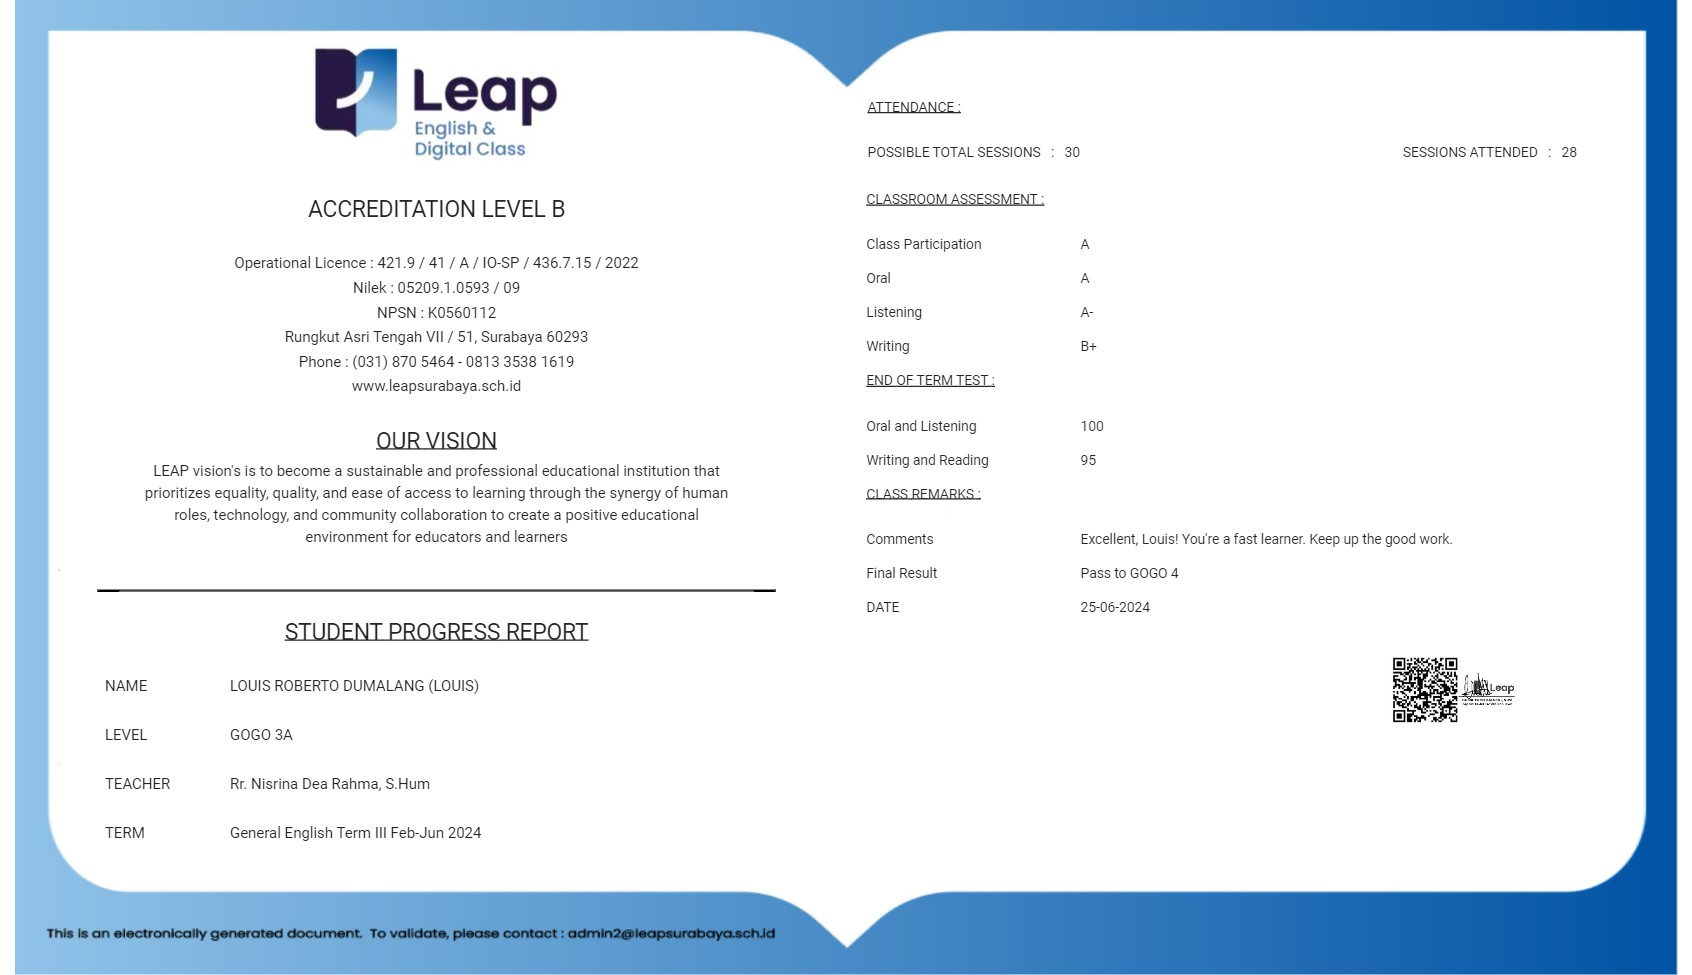 Leap
English &
Digital Class
ACCREDITATION LEVEL B
Operational Licence : 421.9 / 41 / A / IO-SP / 436.7.15 / 2022
Nilek : 05209.1.0593 / 09
NPSN : K0560112
Rungkut Asri Tengah VII / 51, Surabaya 60293
Phone : (031) 870 5464 - 0813 3538 1619
www.leapsurabaya.sch.id
OUR VISION
LEAP vision's is to become a sustainable and professional educational institution that
prioritizes equality, quality, and ease of access to learning through the synergy of human
roles, technology, and community collaboration to create a positive educational
environment for educators and learners
STUDENT PROGRESS REPORT
NAME LOUIS ROBERTO DUMALANG (LOUIS)
LEVEL GOGO 3A
TEACHER Rr. Nisrina Dea Rahma, S.Hum
TERM General English Term III Feb-Jun 2024
ATTENDANCE :
POSSIBLE TOTAL SESSIONS : 30 SESSIONS ATTENDED : 28
CLASSROOM ASSESSMENT :
Class Participation A
Oral A
Listening A-
Writing B+
END OF TERM TEST :
Oral and Listening 100
Writing and Reading 95
CLASS REMARKS :
Comments Excellent, Louis! You're a fast learner. Keep up the good work.
Final Result Pass to GOGO 4
DATE 25-06-2024
Leap
This is an electronically generated document. To validate, please contact : admin2@leapsurabaya.sch.id